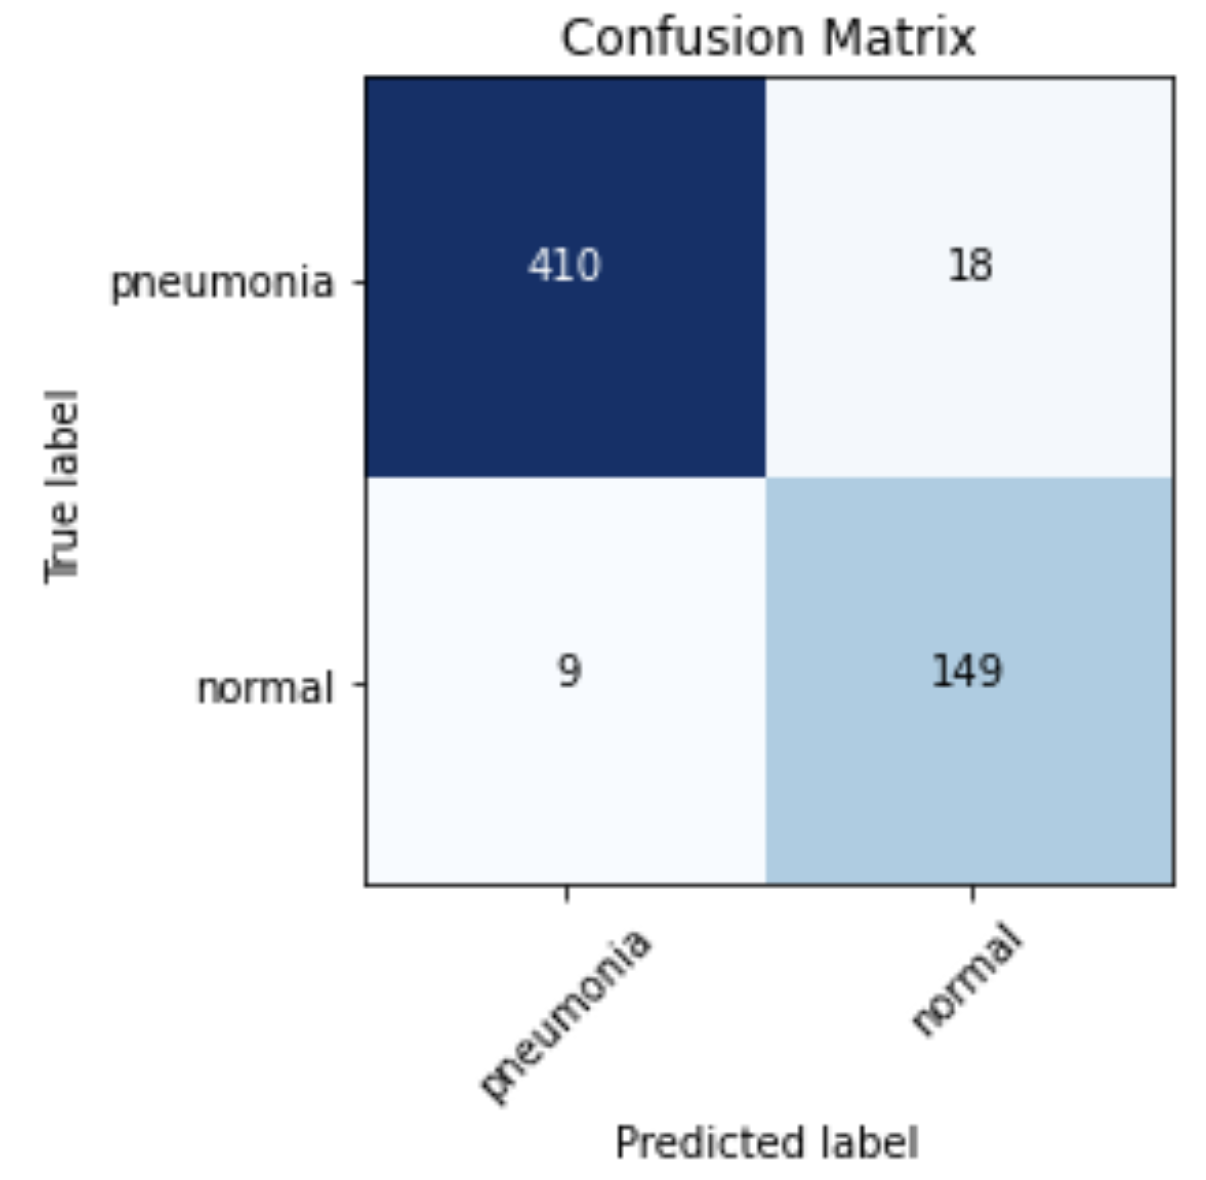 Confusion Matrix
pneumonia
410
18
True label
normal
9
149
pneumonia
normal
Predicted label